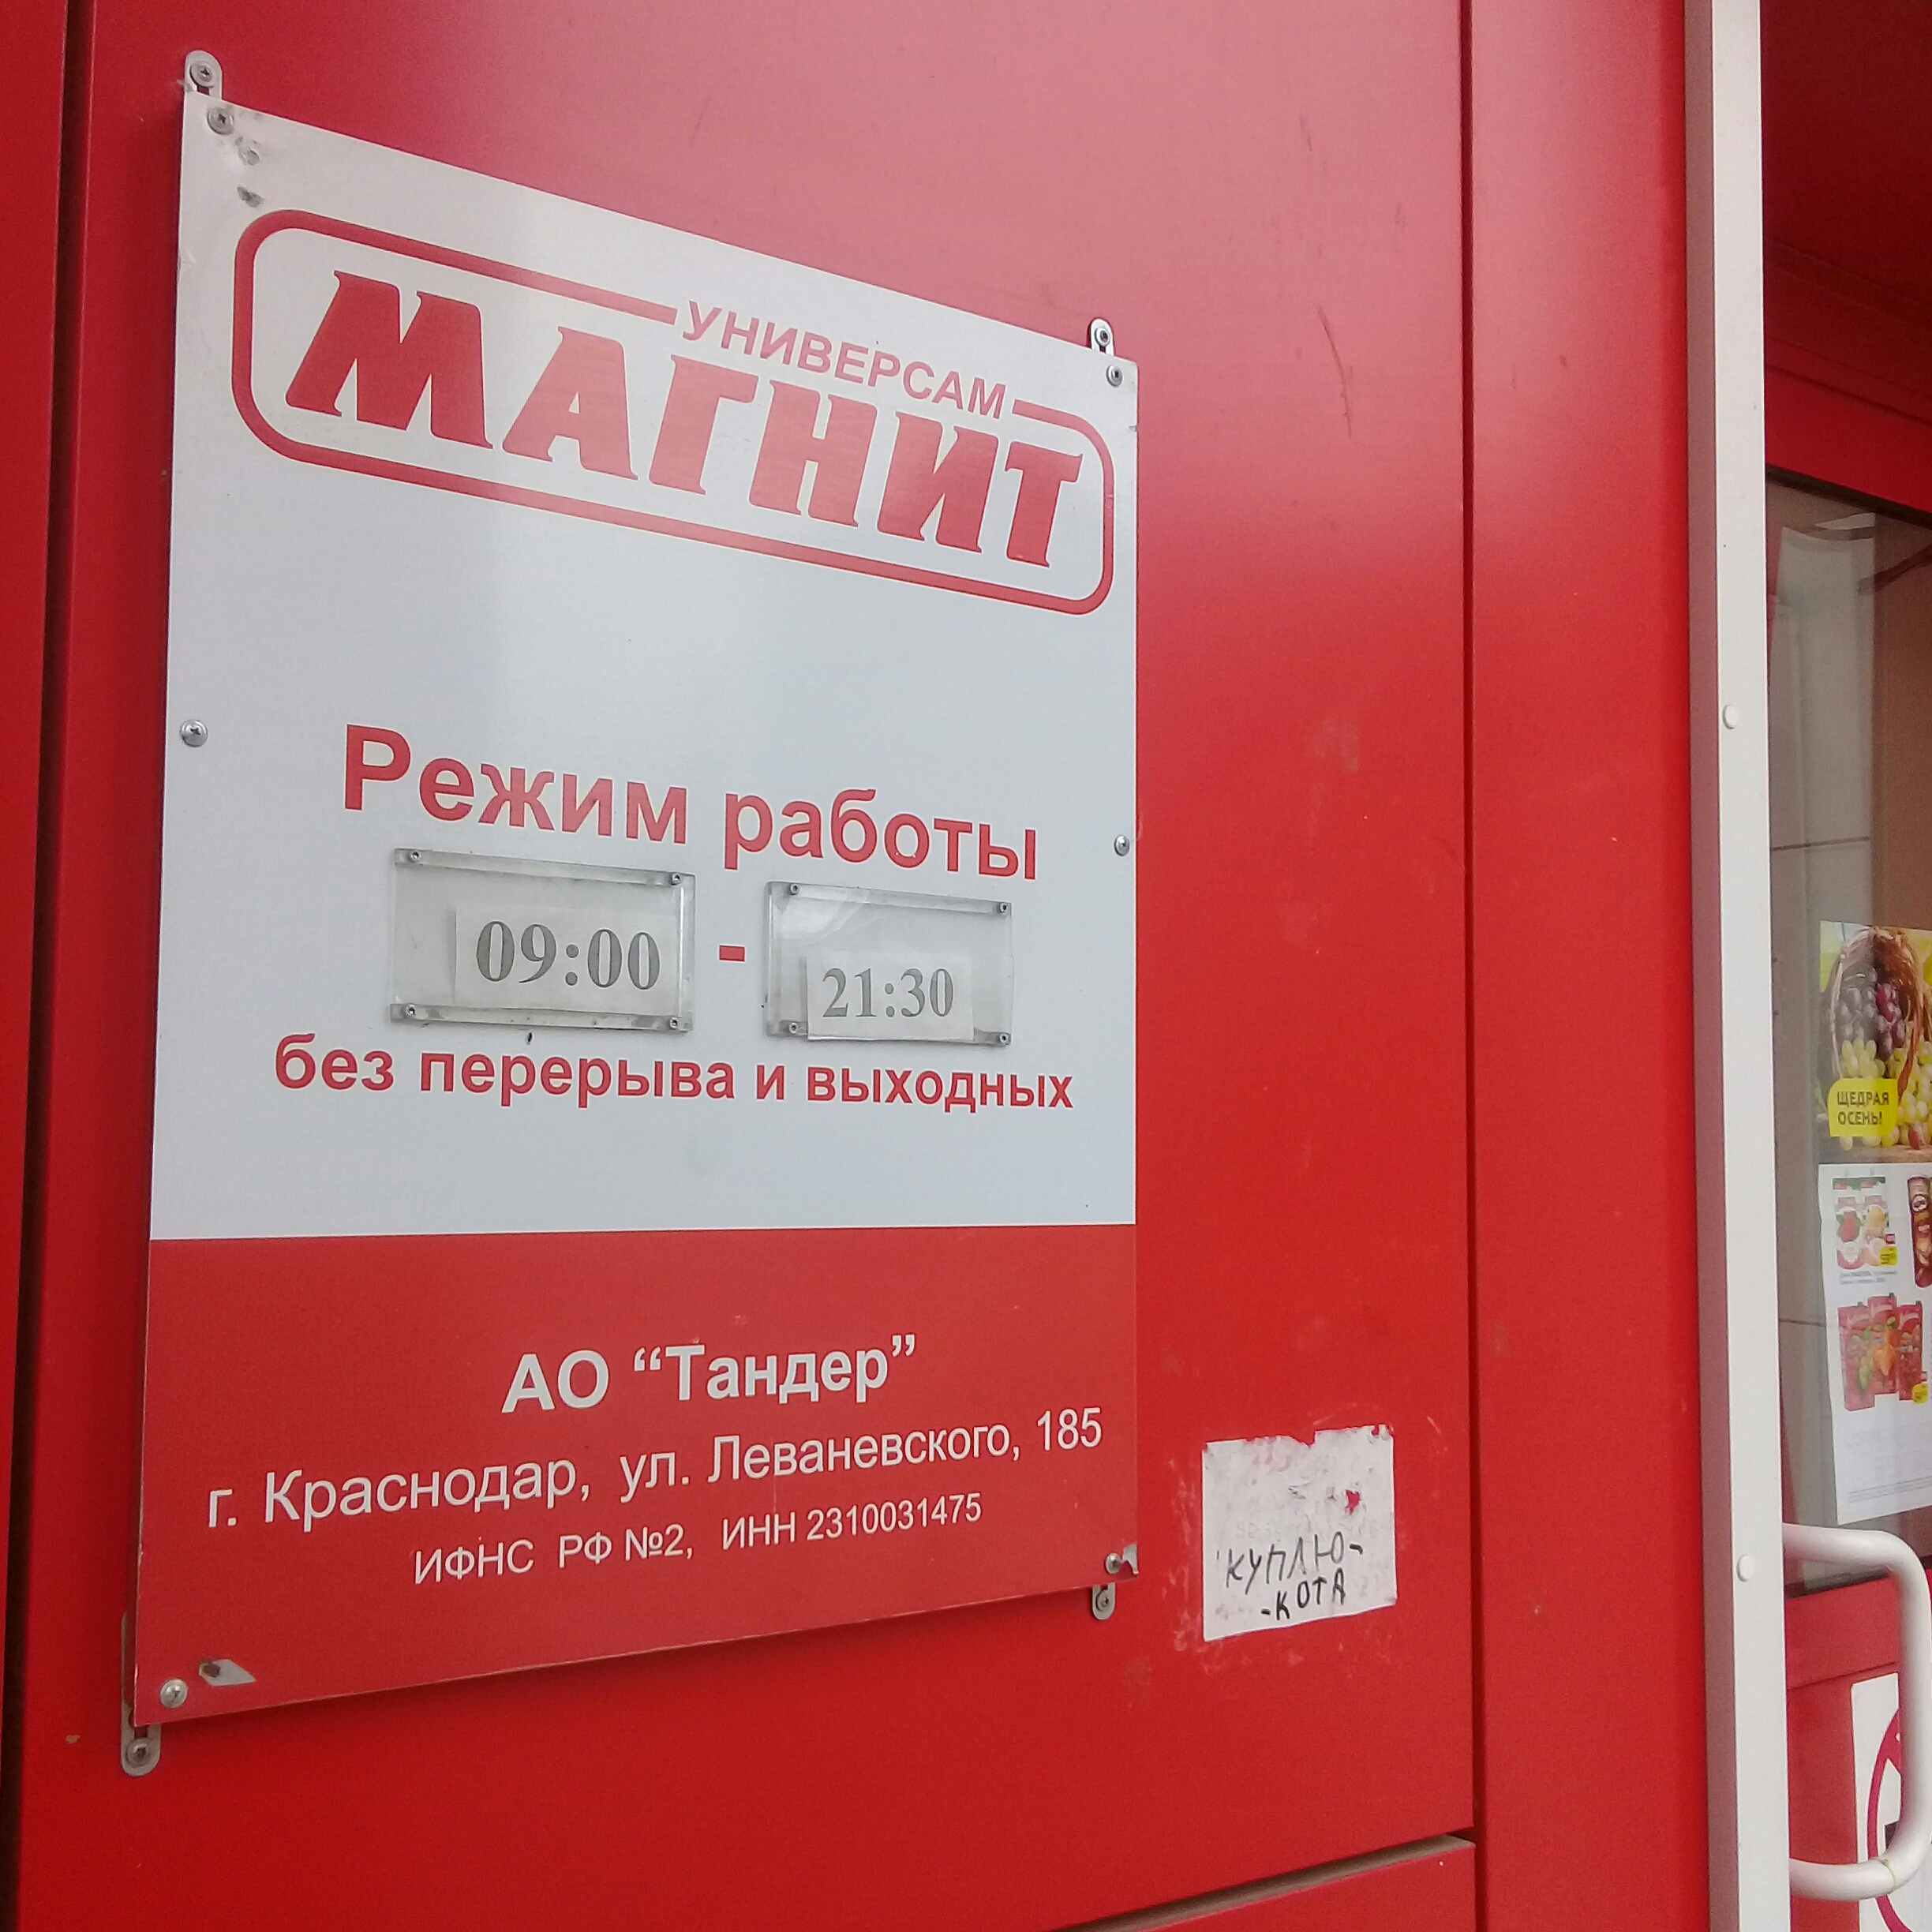 УНИВЕРСАМ
МАГНИТ
Режим работы
09:00 - 21:30
без перерыва и выходных
АО “Тандер”
г. Краснодар, ул. Леваневского, 185
ИФНС РФ №2, ИНН 2310031475
КУПЛЮ-
-КОТА
ЩЕДРАЯ
ОСЕНЬ!